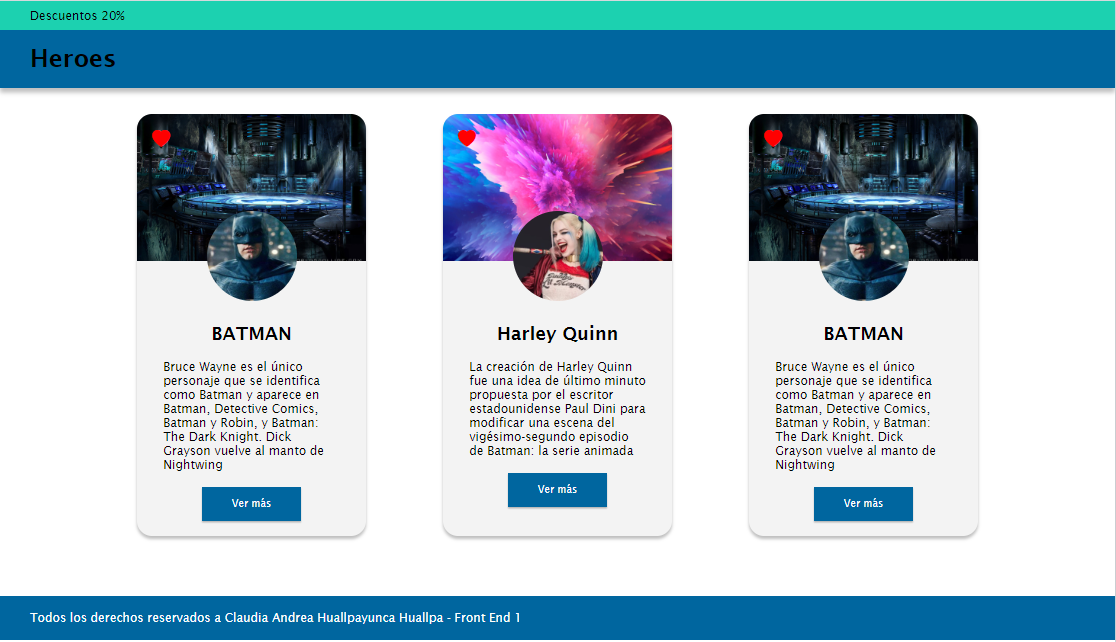 Descuentos 20%
Heroes
BATMAN
Bruce Wayne es el único
personaje que se identifica
como Batman y aparece en
Batman, Detective Comics,
Batman y Robin, y Batman:
The Dark Knight. Dick
Grayson vuelve al manto de
Nightwing
Ver más
Harley Quinn
La creación de Harley Quinn
fue una idea de último minuto
propuesta por el escritor
estadounidense Paul Dini para
modificar una escena del
vigésimo-segundo episodio
de Batman: la serie animada
Ver más
BATMAN
Bruce Wayne es el único
personaje que se identifica
como Batman y aparece en
Batman, Detective Comics,
Batman y Robin, y Batman:
The Dark Knight. Dick
Grayson vuelve al manto de
Nightwing
Ver más
Todos los derechos reservados a Claudia Andrea Huallpayunca Huallpa - Front End 1